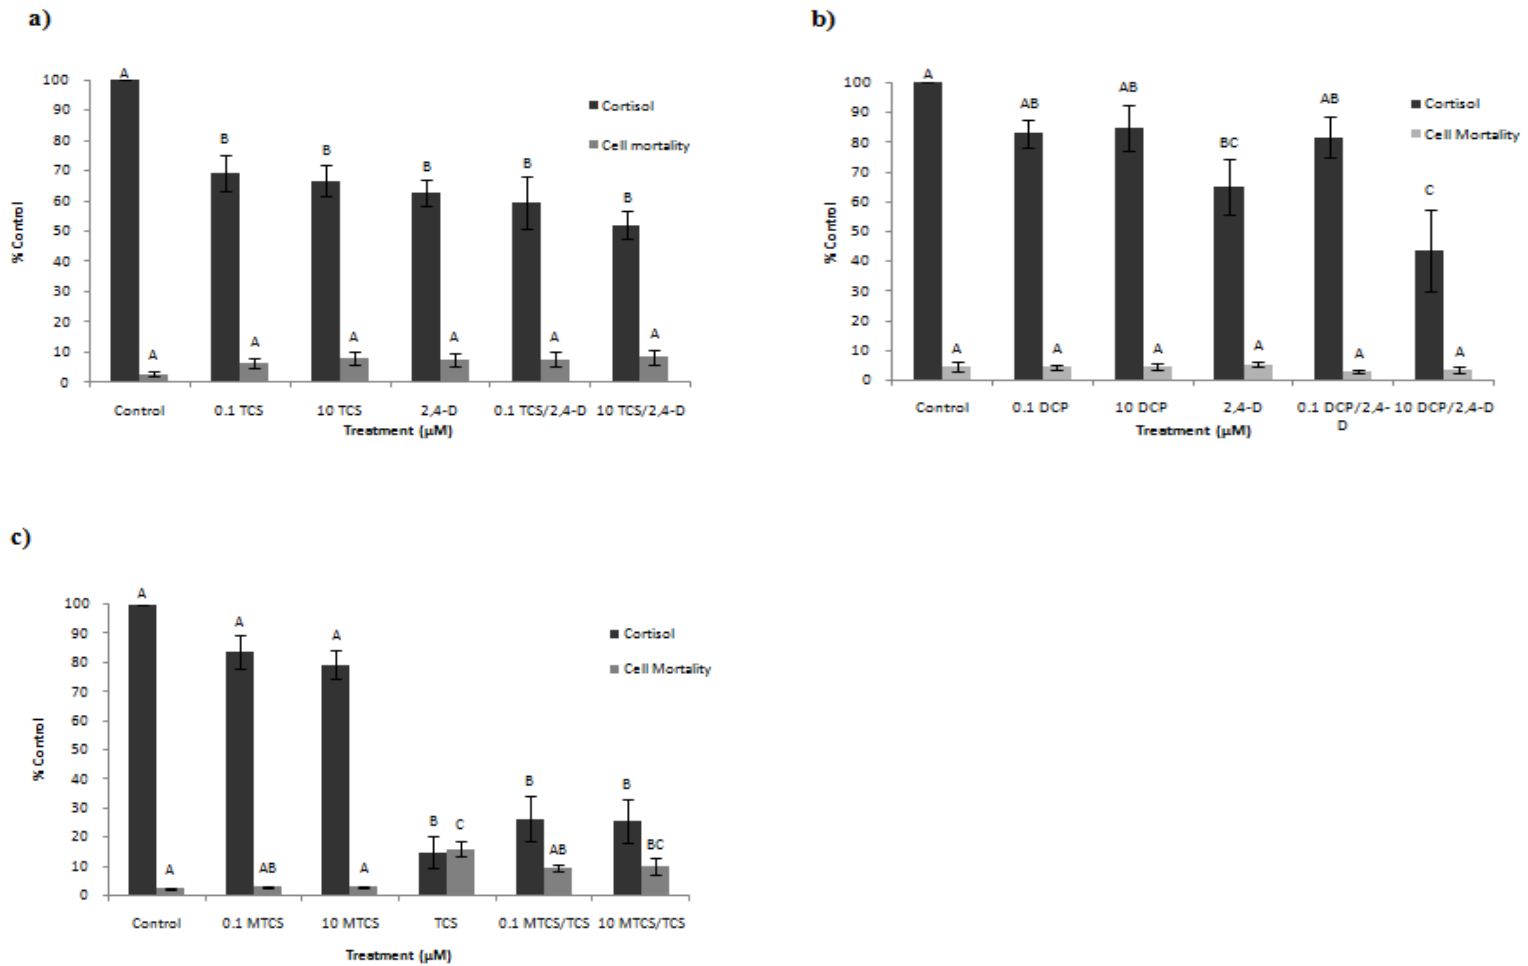 a)
A
100
90
80
70
60
50
40
30
20
10
0
% Control
B
B
B
B
B
A
A
A
A
A
A
Cortisol
Cell mortality
Control 0.1 TCS 10 TCS 2,4-D 0.1 TCS/2,4-D 10 TCS/2,4-D
Treatment (µM)
b)
A
100
90
80
70
60
50
40
30
20
10
0
% Control
AB
AB
BC
AB
C
A
A
A
A
A
A
Cortisol
Cell Mortality
Control 0.1 DCP 10 DCP 2,4-D 0.1 DCP/2,4- 10 DCP/2,4-D
D
Treatment (µM)
c)
A
100
90
80
70
60
50
40
30
20
10
0
% Control
A
A
B C
B
B
A
AB
A
AB
BC
Cortisol
Cell Mortality
Control 0.1 MTCS 10 MTCS TCS 0.1 MTCS/TCS 10 MTCS/TCS
Treatment (µM)